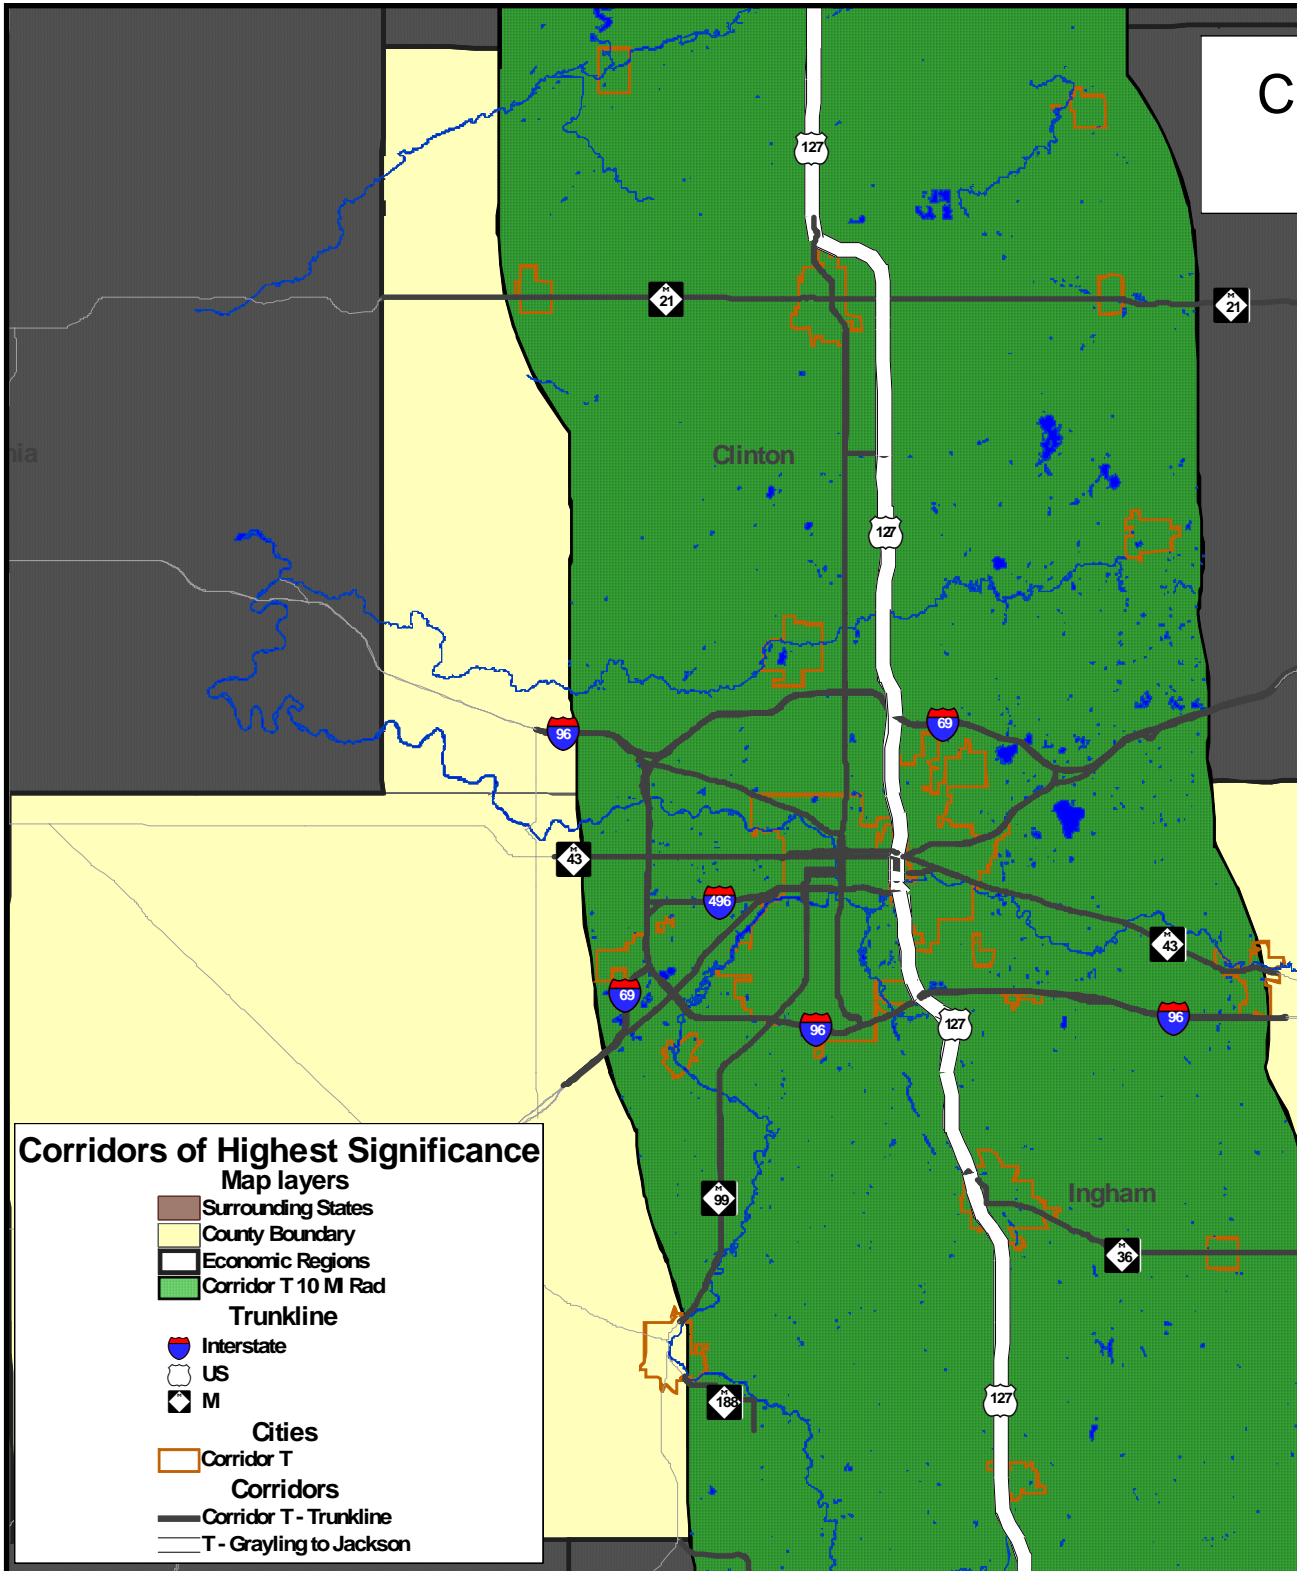 C
127
M
21
M
21
nia
Clinton
127
96
69
M
43
496
M
43
69
96
96
127
M
99
Ingham
M
36
M
188
127
Corridors of Highest Significance
Map layers
Surrounding States
County Boundary
Economic Regions
Corridor T 10 MI Rad
Trunkline
Interstate
US
M
Cities
Corridor T
Corridors
Corridor T - Trunkline
T - Grayling to Jackson